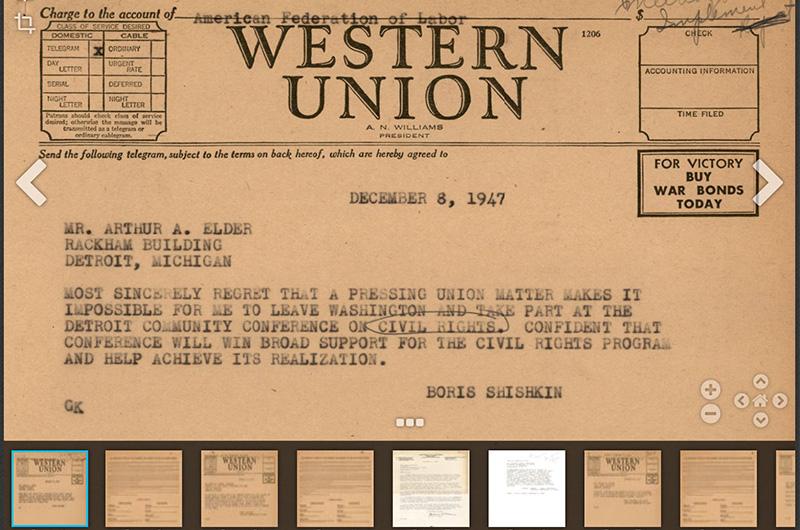 Charge to the account of American Federation of Labor $
CLASS OF SERVICE DESIRED
DOMESTIC CABLE
TELEGRAM X ORDINARY
DAY LETTER URGENT RATE
SERIAL DEFERRED
NIGHT LETTER NIGHT LETTER
Patrons should check class of service
desired; otherwise the message will be
transmitted as a telegram or
ordinary cablegram.
WESTERN
UNION
1206
A. N. WILLIAMS
PRESIDENT
CHECK
ACCOUNTING INFORMATION
TIME FILED
Send the following telegram, subject to the terms on back hereof, which are hereby agreed to
FOR VICTORY
BUY
WAR BONDS
TODAY
DECEMBER 8, 1947
MR. ARTHUR A. ELDER
RACKHAM BUILDING
DETROIT, MICHIGAN
MOST SINCERELY REGRET THAT A PRESSING UNION MATTER MAKES IT
IMPOSSIBLE FOR ME TO LEAVE WASHINGTON AND TAKE PART AT THE
DETROIT COMMUNITY CONFERENCE ON CIVIL RIGHTS. CONFIDENT THAT
CONFERENCE WILL WIN BROAD SUPPORT FOR THE CIVIL RIGHTS PROGRAM
AND HELP ACHIEVE ITS REALIZATION.
BORIS SHISHKIN
GK
WESTERN
UNION
WESTERN
UNION
WESTERN
UNION